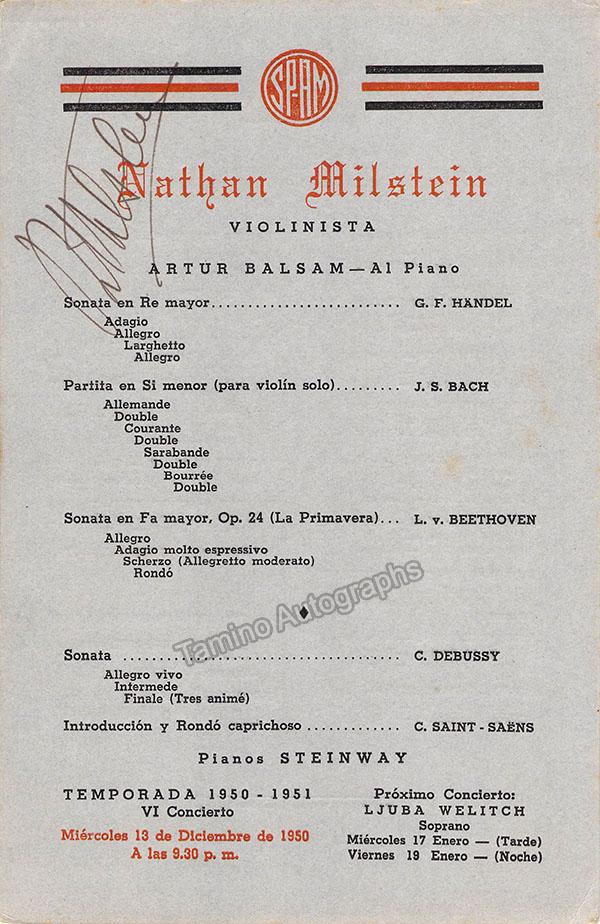 SP-AM
Nathan Milstein
VIOLINISTA
ARTUR BALSAM — Al Piano
Sonata en Re mayor.............................. G. F. HÄNDEL
Adagio
Allegro
Larghetto
Allegro
Partita en Si menor (para violín solo)......... J. S. BACH
Allemande
Double
Courante
Double
Sarabande
Double
Bourrée
Double
Sonata en Fa mayor, Op. 24 (La Primavera)... L. v. BEETHOVEN
Allegro
Adagio molto espressivo
Scherzo (Allegretto moderato)
Rondó
Tamino Autographs
Sonata ........................................ C. DEBUSSY
Allegro vivo
Intermede
Finale (Tres animé)
Introducción y Rondó caprichoso ............. C. SAINT-SAËNS
Pianos STEINWAY
TEMPORADA 1950 - 1951
VI Concierto
Miércoles 13 de Diciembre de 1950
A las 9.30 p. m.
Próximo Concierto:
LJUBA WELITCH
Soprano
Miércoles 17 Enero — (Tarde)
Viernes 19 Enero — (Noche)